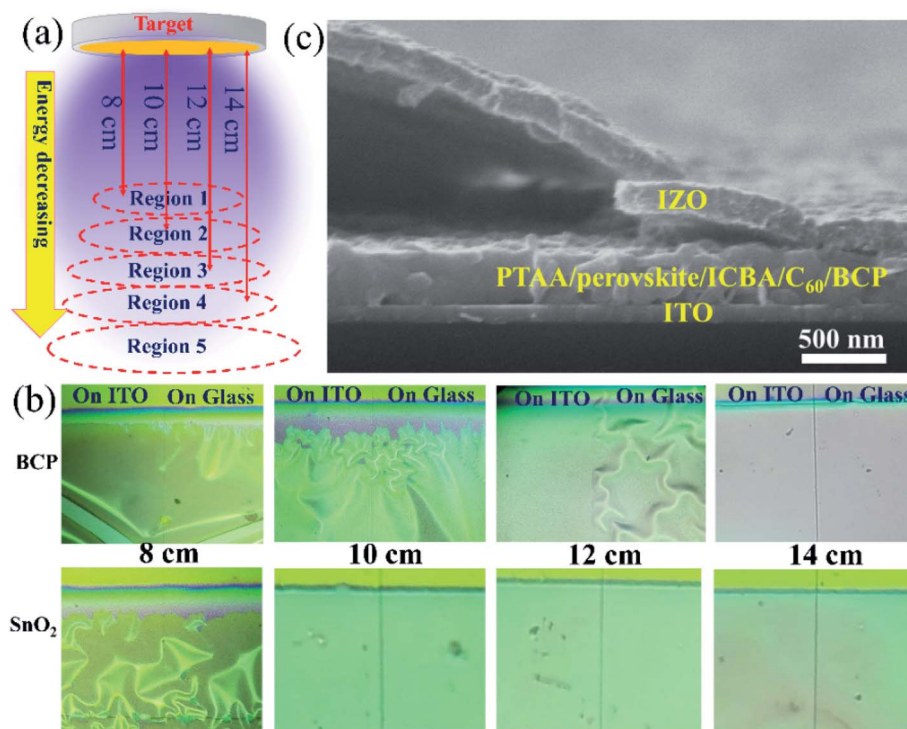 (a)
Target
Energy decreasing
8 cm
10 cm
12 cm
14 cm
Region 1
Region 2
Region 3
Region 4
Region 5
(c)
IZO
PTAA/perovskite/ICBA/C₆₀/BCP
ITO
500 nm
(b)
On ITO On Glass On ITO On Glass On ITO On Glass On ITO On Glass
BCP
8 cm 10 cm 12 cm 14 cm
SnO₂